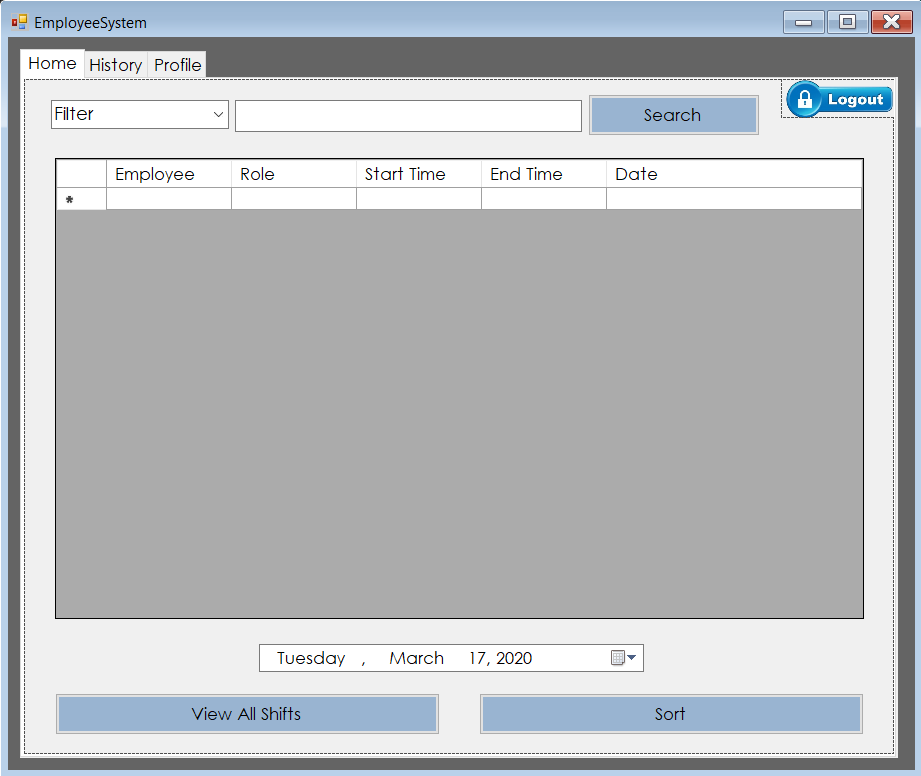 EmployeeSystem
Home History Profile
Filter Search Logout
Employee Role Start Time End Time Date
*
Tuesday , March 17, 2020
View All Shifts Sort